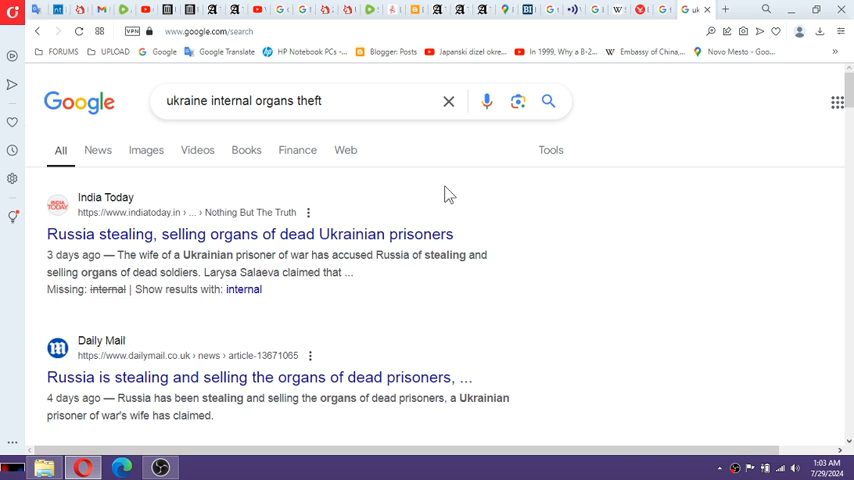 VPN www.google.com/search
FORUMS UPLOAD Google Google Translate HP Notebook PCs -... Blogger: Posts Japanski dizel okre... In 1999, Why a B-2... Embassy of China,... Novo Mesto - Goo...
Google ukraine internal organs theft
All News Images Videos Books Finance Web Tools
India Today
https://www.indiatoday.in › ... › Nothing But The Truth
Russia stealing, selling organs of dead Ukrainian prisoners
3 days ago — The wife of a Ukrainian prisoner of war has accused Russia of stealing and
selling organs of dead soldiers. Larysa Salaeva claimed that ...
Missing: internal | Show results with: internal
Daily Mail
https://www.dailymail.co.uk › news › article-13671065
Russia is stealing and selling the organs of dead prisoners, ...
4 days ago — Russia has been stealing and selling the organs of dead prisoners, a Ukrainian
prisoner of war's wife has claimed.
1:03 AM
7/29/2024